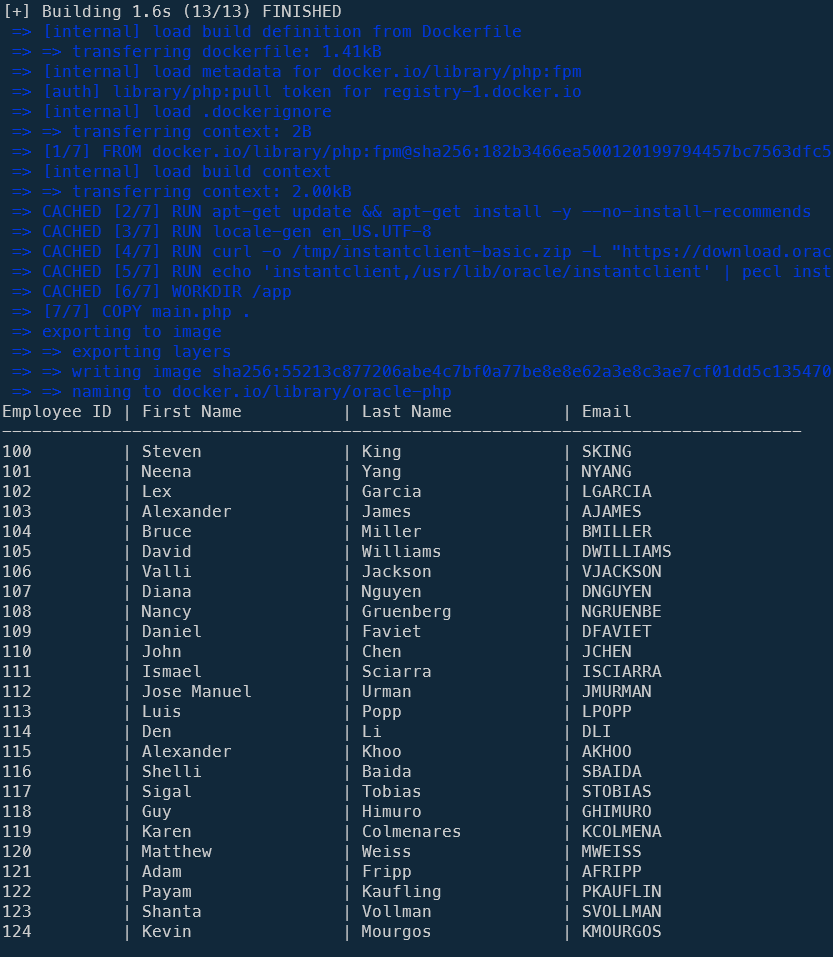 [+] Building 1.6s (13/13) FINISHED
 => [internal] load build definition from Dockerfile
 => => transferring dockerfile: 1.41kB
 => [internal] load metadata for docker.io/library/php:fpm
 => [auth] library/php:pull token for registry-1.docker.io
 => [internal] load .dockerignore
 => => transferring context: 2B
 => [1/7] FROM docker.io/library/php:fpm@sha256:182b3466ea500120199794457bc7563dfc5
 => [internal] load build context
 => => transferring context: 2.00kB
 => CACHED [2/7] RUN apt-get update && apt-get install -y --no-install-recommends
 => CACHED [3/7] RUN locale-gen en_US.UTF-8
 => CACHED [4/7] RUN curl -o /tmp/instantclient-basic.zip -L "https://download.orac
 => CACHED [5/7] RUN echo 'instantclient,/usr/lib/oracle/instantclient' | pecl inst
 => CACHED [6/7] WORKDIR /app
 => [7/7] COPY main.php .
 => exporting to image
 => => exporting layers
 => => writing image sha256:55213c877206abe4c7bf0a77be8e8e62a3e8c3ae7cf01dd5c135470
 => => naming to docker.io/library/oracle-php
Employee ID | First Name          | Last Name           | Email
--------------------------------------------------------------------------------
100         | Steven              | King                | SKING
101         | Neena               | Yang                | NYANG
102         | Lex                 | Garcia              | LGARCIA
103         | Alexander           | James               | AJAMES
104         | Bruce               | Miller              | BMILLER
105         | David               | Williams            | DWILLIAMS
106         | Valli               | Jackson             | VJACKSON
107         | Diana               | Nguyen              | DNGUYEN
108         | Nancy               | Gruenberg           | NGRUENBE
109         | Daniel              | Faviet              | DFAVIET
110         | John                | Chen                | JCHEN
111         | Ismael              | Sciarra             | ISCIARRA
112         | Jose Manuel         | Urman               | JMURMAN
113         | Luis                | Popp                | LPOPP
114         | Den                 | Li                  | DLI
115         | Alexander           | Khoo                | AKHOO
116         | Shelli              | Baida               | SBAIDA
117         | Sigal               | Tobias              | STOBIAS
118         | Guy                 | Himuro              | GHIMURO
119         | Karen               | Colmenares          | KCOLMENA
120         | Matthew             | Weiss               | MWEISS
121         | Adam                | Fripp               | AFRIPP
122         | Payam               | Kaufling            | PKAUFLIN
123         | Shanta              | Vollman             | SVOLLMAN
124         | Kevin               | Mourgos             | KMOURGOS